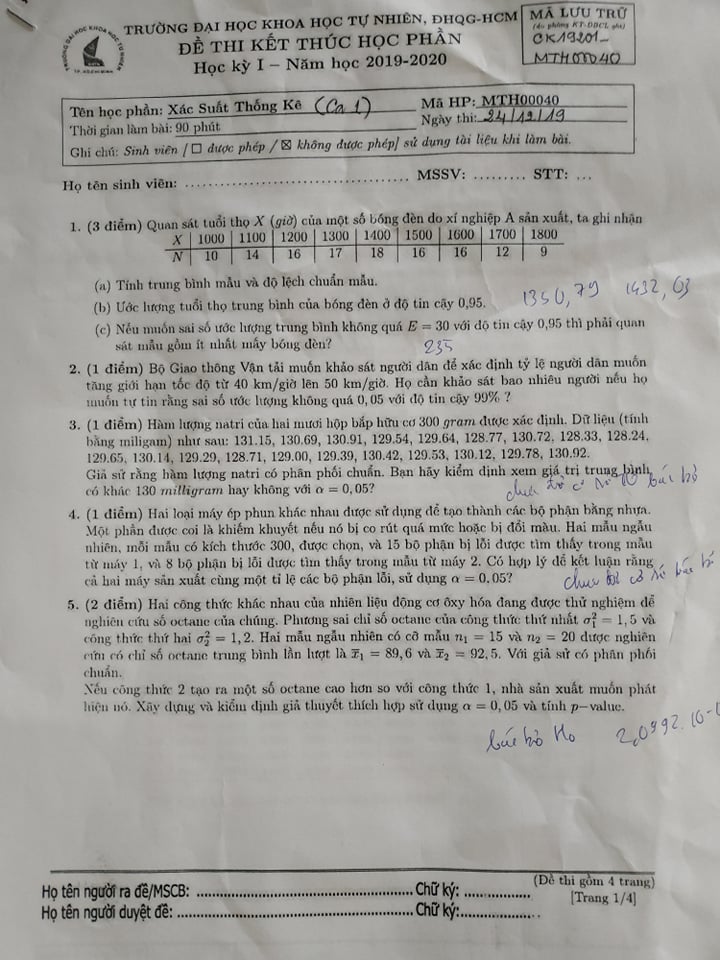 TRƯỜNG ĐẠI HỌC KHOA HỌC TỰ NHIÊN, ĐHQG-HCM
ĐỀ THI KẾT THÚC HỌC PHẦN
Học kỳ I – Năm học 2019-2020
MÃ LƯU TRỮ
(do phòng KT-ĐBCL ghi)
CK19201-
MTH00040
Tên học phần: Xác Suất Thống Kê (Ca 1) Mã HP: MTH00040
Thời gian làm bài: 90 phút Ngày thi: 24/12/19
Ghi chú: Sinh viên [ ☐ được phép / ☒ không được phép] sử dụng tài liệu khi làm bài.
Họ tên sinh viên: .................................... MSSV: ......... STT: ...
1. (3 điểm) Quan sát tuổi thọ X (giờ) của một số bóng đèn do xí nghiệp A sản xuất, ta ghi nhận
X | 1000 | 1100 | 1200 | 1300 | 1400 | 1500 | 1600 | 1700 | 1800
N | 10 | 14 | 16 | 17 | 18 | 16 | 16 | 12 | 9
(a) Tính trung bình mẫu và độ lệch chuẩn mẫu.
(b) Ước lượng tuổi thọ trung bình của bóng đèn ở độ tin cậy 0,95. 1350,79 1432,03
(c) Nếu muốn sai số ước lượng trung bình không quá E = 30 với độ tin cậy 0,95 thì phải quan
sát mẫu gồm ít nhất mấy bóng đèn? 235
2. (1 điểm) Bộ Giao thông Vận tải muốn khảo sát người dân để xác định tỷ lệ người dân muốn
tăng giới hạn tốc độ từ 40 km/giờ lên 50 km/giờ. Họ cần khảo sát bao nhiêu người nếu họ
muốn tự tin rằng sai số ước lượng không quá 0,05 với độ tin cậy 99% ?
3. (1 điểm) Hàm lượng natri của hai mươi hộp bắp hữu cơ 300 gram được xác định. Dữ liệu (tính
bằng miligam) như sau: 131.15, 130.69, 130.91, 129.54, 129.64, 128.77, 130.72, 128.33, 128.24,
129.65, 130.14, 129.29, 128.71, 129.00, 129.39, 130.42, 129.53, 130.12, 129.78, 130.92.
Giả sử rằng hàm lượng natri có phân phối chuẩn. Bạn hãy kiểm định xem giá trị trung bình
có khác 130 milligram hay không với α = 0,05? chưa đủ cơ sở để bác bỏ
4. (1 điểm) Hai loại máy ép phun khác nhau được sử dụng để tạo thành các bộ phận bằng nhựa.
Một phần được coi là khiếm khuyết nếu nó bị co rút quá mức hoặc bị đổi màu. Hai mẫu ngẫu
nhiên, mỗi mẫu có kích thước 300, được chọn, và 15 bộ phận bị lỗi được tìm thấy trong mẫu
từ máy 1, và 8 bộ phận bị lỗi được tìm thấy trong mẫu từ máy 2. Có hợp lý để kết luận rằng
cả hai máy sản xuất cùng một tỉ lệ các bộ phận lỗi, sử dụng α = 0,05? chưa đủ cơ sở bác bỏ
5. (2 điểm) Hai công thức khác nhau của nhiên liệu động cơ ôxy hóa đang được thử nghiệm để
nghiên cứu số octane của chúng. Phương sai chỉ số octane của công thức thứ nhất σ₁² = 1,5 và
công thức thứ hai σ₂² = 1,2. Hai mẫu ngẫu nhiên có cỡ mẫu n₁ = 15 và n₂ = 20 được nghiên
cứu có chỉ số octane trung bình lần lượt là x̄₁ = 89,6 và x̄₂ = 92,5. Với giả sử có phân phối
chuẩn.
Nếu công thức 2 tạo ra một số octane cao hơn so với công thức 1, nhà sản xuất muốn phát
hiện nó. Xây dựng và kiểm định giả thuyết thích hợp sử dụng α = 0,05 và tính p−value.
bác bỏ H₀
(Đề thi gồm 4 trang)
Họ tên người ra đề/MSCB: ........................................ Chữ ký: ............... [Trang 1/4]
Họ tên người duyệt đề: ............................................ Chữ ký:..................